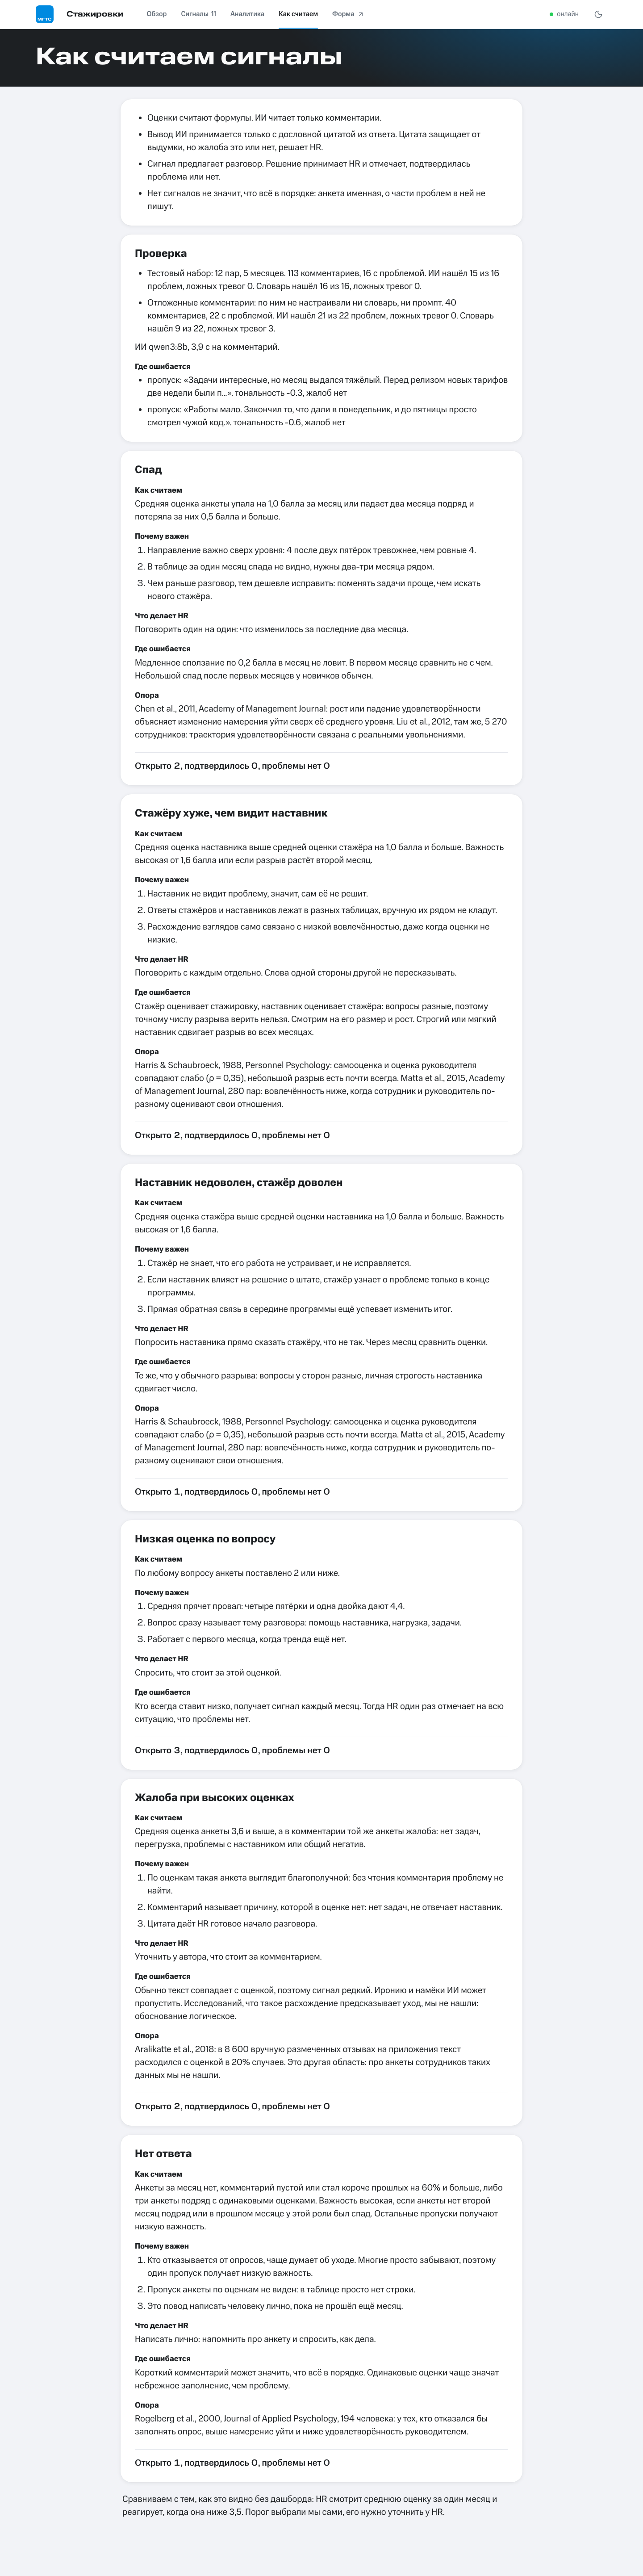 МГТС
Стажировки
Обзор
Сигналы 11
Аналитика
Как считаем
Форма ↗
онлайн
Как считаем сигналы
• Оценки считают формулы. ИИ читает только комментарии.
• Вывод ИИ принимается только с дословной цитатой из ответа. Цитата защищает от
выдумки, но жалоба это или нет, решает HR.
• Сигнал предлагает разговор. Решение принимает HR и отмечает, подтвердилась
проблема или нет.
• Нет сигналов не значит, что всё в порядке: анкета именная, о части проблем в ней не
пишут.
Проверка
• Тестовый набор: 12 пар, 5 месяцев. 113 комментариев, 16 с проблемой. ИИ нашёл 15 из 16
проблем, ложных тревог 0. Словарь нашёл 16 из 16, ложных тревог 0.
• Отложенные комментарии: по ним не настраивали ни словарь, ни промпт. 40
комментариев, 22 с проблемой. ИИ нашёл 21 из 22 проблем, ложных тревог 0. Словарь
нашёл 9 из 22, ложных тревог 3.
ИИ qwen3:8b, 3,9 с на комментарий.
Где ошибается
• пропуск: «Задачи интересные, но месяц выдался тяжёлый. Перед релизом новых тарифов
две недели были п…». тональность -0.3, жалоб нет
• пропуск: «Работы мало. Закончил то, что дали в понедельник, и до пятницы просто
смотрел чужой код.». тональность -0.6, жалоб нет
Спад
Как считаем
Средняя оценка анкеты упала на 1,0 балла за месяц или падает два месяца подряд и
потеряла за них 0,5 балла и больше.
Почему важен
1. Направление важно сверх уровня: 4 после двух пятёрок тревожнее, чем ровные 4.
2. В таблице за один месяц спада не видно, нужны два-три месяца рядом.
3. Чем раньше разговор, тем дешевле исправить: поменять задачи проще, чем искать
нового стажёра.
Что делает HR
Поговорить один на один: что изменилось за последние два месяца.
Где ошибается
Медленное сползание по 0,2 балла в месяц не ловит. В первом месяце сравнить не с чем.
Небольшой спад после первых месяцев у новичков обычен.
Опора
Chen et al., 2011, Academy of Management Journal: рост или падение удовлетворённости
объясняет изменение намерения уйти сверх её среднего уровня. Liu et al., 2012, там же, 5 270
сотрудников: траектория удовлетворённости связана с реальными увольнениями.
Открыто 2, подтвердилось 0, проблемы нет 0
Стажёру хуже, чем видит наставник
Как считаем
Средняя оценка наставника выше средней оценки стажёра на 1,0 балла и больше. Важность
высокая от 1,6 балла или если разрыв растёт второй месяц.
Почему важен
1. Наставник не видит проблему, значит, сам её не решит.
2. Ответы стажёров и наставников лежат в разных таблицах, вручную их рядом не кладут.
3. Расхождение взглядов само связано с низкой вовлечённостью, даже когда оценки не
низкие.
Что делает HR
Поговорить с каждым отдельно. Слова одной стороны другой не пересказывать.
Где ошибается
Стажёр оценивает стажировку, наставник оценивает стажёра: вопросы разные, поэтому
точному числу разрыва верить нельзя. Смотрим на его размер и рост. Строгий или мягкий
наставник сдвигает разрыв во всех месяцах.
Опора
Harris & Schaubroeck, 1988, Personnel Psychology: самооценка и оценка руководителя
совпадают слабо (ρ = 0,35), небольшой разрыв есть почти всегда. Matta et al., 2015, Academy
of Management Journal, 280 пар: вовлечённость ниже, когда сотрудник и руководитель по-
разному оценивают свои отношения.
Открыто 2, подтвердилось 0, проблемы нет 0
Наставник недоволен, стажёр доволен
Как считаем
Средняя оценка стажёра выше средней оценки наставника на 1,0 балла и больше. Важность
высокая от 1,6 балла.
Почему важен
1. Стажёр не знает, что его работа не устраивает, и не исправляется.
2. Если наставник влияет на решение о штате, стажёр узнает о проблеме только в конце
программы.
3. Прямая обратная связь в середине программы ещё успевает изменить итог.
Что делает HR
Попросить наставника прямо сказать стажёру, что не так. Через месяц сравнить оценки.
Где ошибается
Те же, что у обычного разрыва: вопросы у сторон разные, личная строгость наставника
сдвигает число.
Опора
Harris & Schaubroeck, 1988, Personnel Psychology: самооценка и оценка руководителя
совпадают слабо (ρ = 0,35), небольшой разрыв есть почти всегда. Matta et al., 2015, Academy
of Management Journal, 280 пар: вовлечённость ниже, когда сотрудник и руководитель по-
разному оценивают свои отношения.
Открыто 1, подтвердилось 0, проблемы нет 0
Низкая оценка по вопросу
Как считаем
По любому вопросу анкеты поставлено 2 или ниже.
Почему важен
1. Средняя прячет провал: четыре пятёрки и одна двойка дают 4,4.
2. Вопрос сразу называет тему разговора: помощь наставника, нагрузка, задачи.
3. Работает с первого месяца, когда тренда ещё нет.
Что делает HR
Спросить, что стоит за этой оценкой.
Где ошибается
Кто всегда ставит низко, получает сигнал каждый месяц. Тогда HR один раз отмечает на всю
ситуацию, что проблемы нет.
Открыто 3, подтвердилось 0, проблемы нет 0
Жалоба при высоких оценках
Как считаем
Средняя оценка анкеты 3,6 и выше, а в комментарии той же анкеты жалоба: нет задач,
перегрузка, проблемы с наставником или общий негатив.
Почему важен
1. По оценкам такая анкета выглядит благополучной: без чтения комментария проблему не
найти.
2. Комментарий называет причину, которой в оценке нет: нет задач, не отвечает наставник.
3. Цитата даёт HR готовое начало разговора.
Что делает HR
Уточнить у автора, что стоит за комментарием.
Где ошибается
Обычно текст совпадает с оценкой, поэтому сигнал редкий. Иронию и намёки ИИ может
пропустить. Исследований, что такое расхождение предсказывает уход, мы не нашли:
обоснование логическое.
Опора
Aralikatte et al., 2018: в 8 600 вручную размеченных отзывах на приложения текст
расходился с оценкой в 20% случаев. Это другая область: про анкеты сотрудников таких
данных мы не нашли.
Открыто 2, подтвердилось 0, проблемы нет 0
Нет ответа
Как считаем
Анкеты за месяц нет, комментарий пустой или стал короче прошлых на 60% и больше, либо
три анкеты подряд с одинаковыми оценками. Важность высокая, если анкеты нет второй
месяц подряд или в прошлом месяце у этой роли был спад. Остальные пропуски получают
низкую важность.
Почему важен
1. Кто отказывается от опросов, чаще думает об уходе. Многие просто забывают, поэтому
один пропуск получает низкую важность.
2. Пропуск анкеты по оценкам не виден: в таблице просто нет строки.
3. Это повод написать человеку лично, пока не прошёл ещё месяц.
Что делает HR
Написать лично: напомнить про анкету и спросить, как дела.
Где ошибается
Короткий комментарий может значить, что всё в порядке. Одинаковые оценки чаще значат
небрежное заполнение, чем проблему.
Опора
Rogelberg et al., 2000, Journal of Applied Psychology, 194 человека: у тех, кто отказался бы
заполнять опрос, выше намерение уйти и ниже удовлетворённость руководителем.
Открыто 1, подтвердилось 0, проблемы нет 0
Сравниваем с тем, как это видно без дашборда: HR смотрит среднюю оценку за один месяц и
реагирует, когда она ниже 3,5. Порог выбрали мы сами, его нужно уточнить у HR.